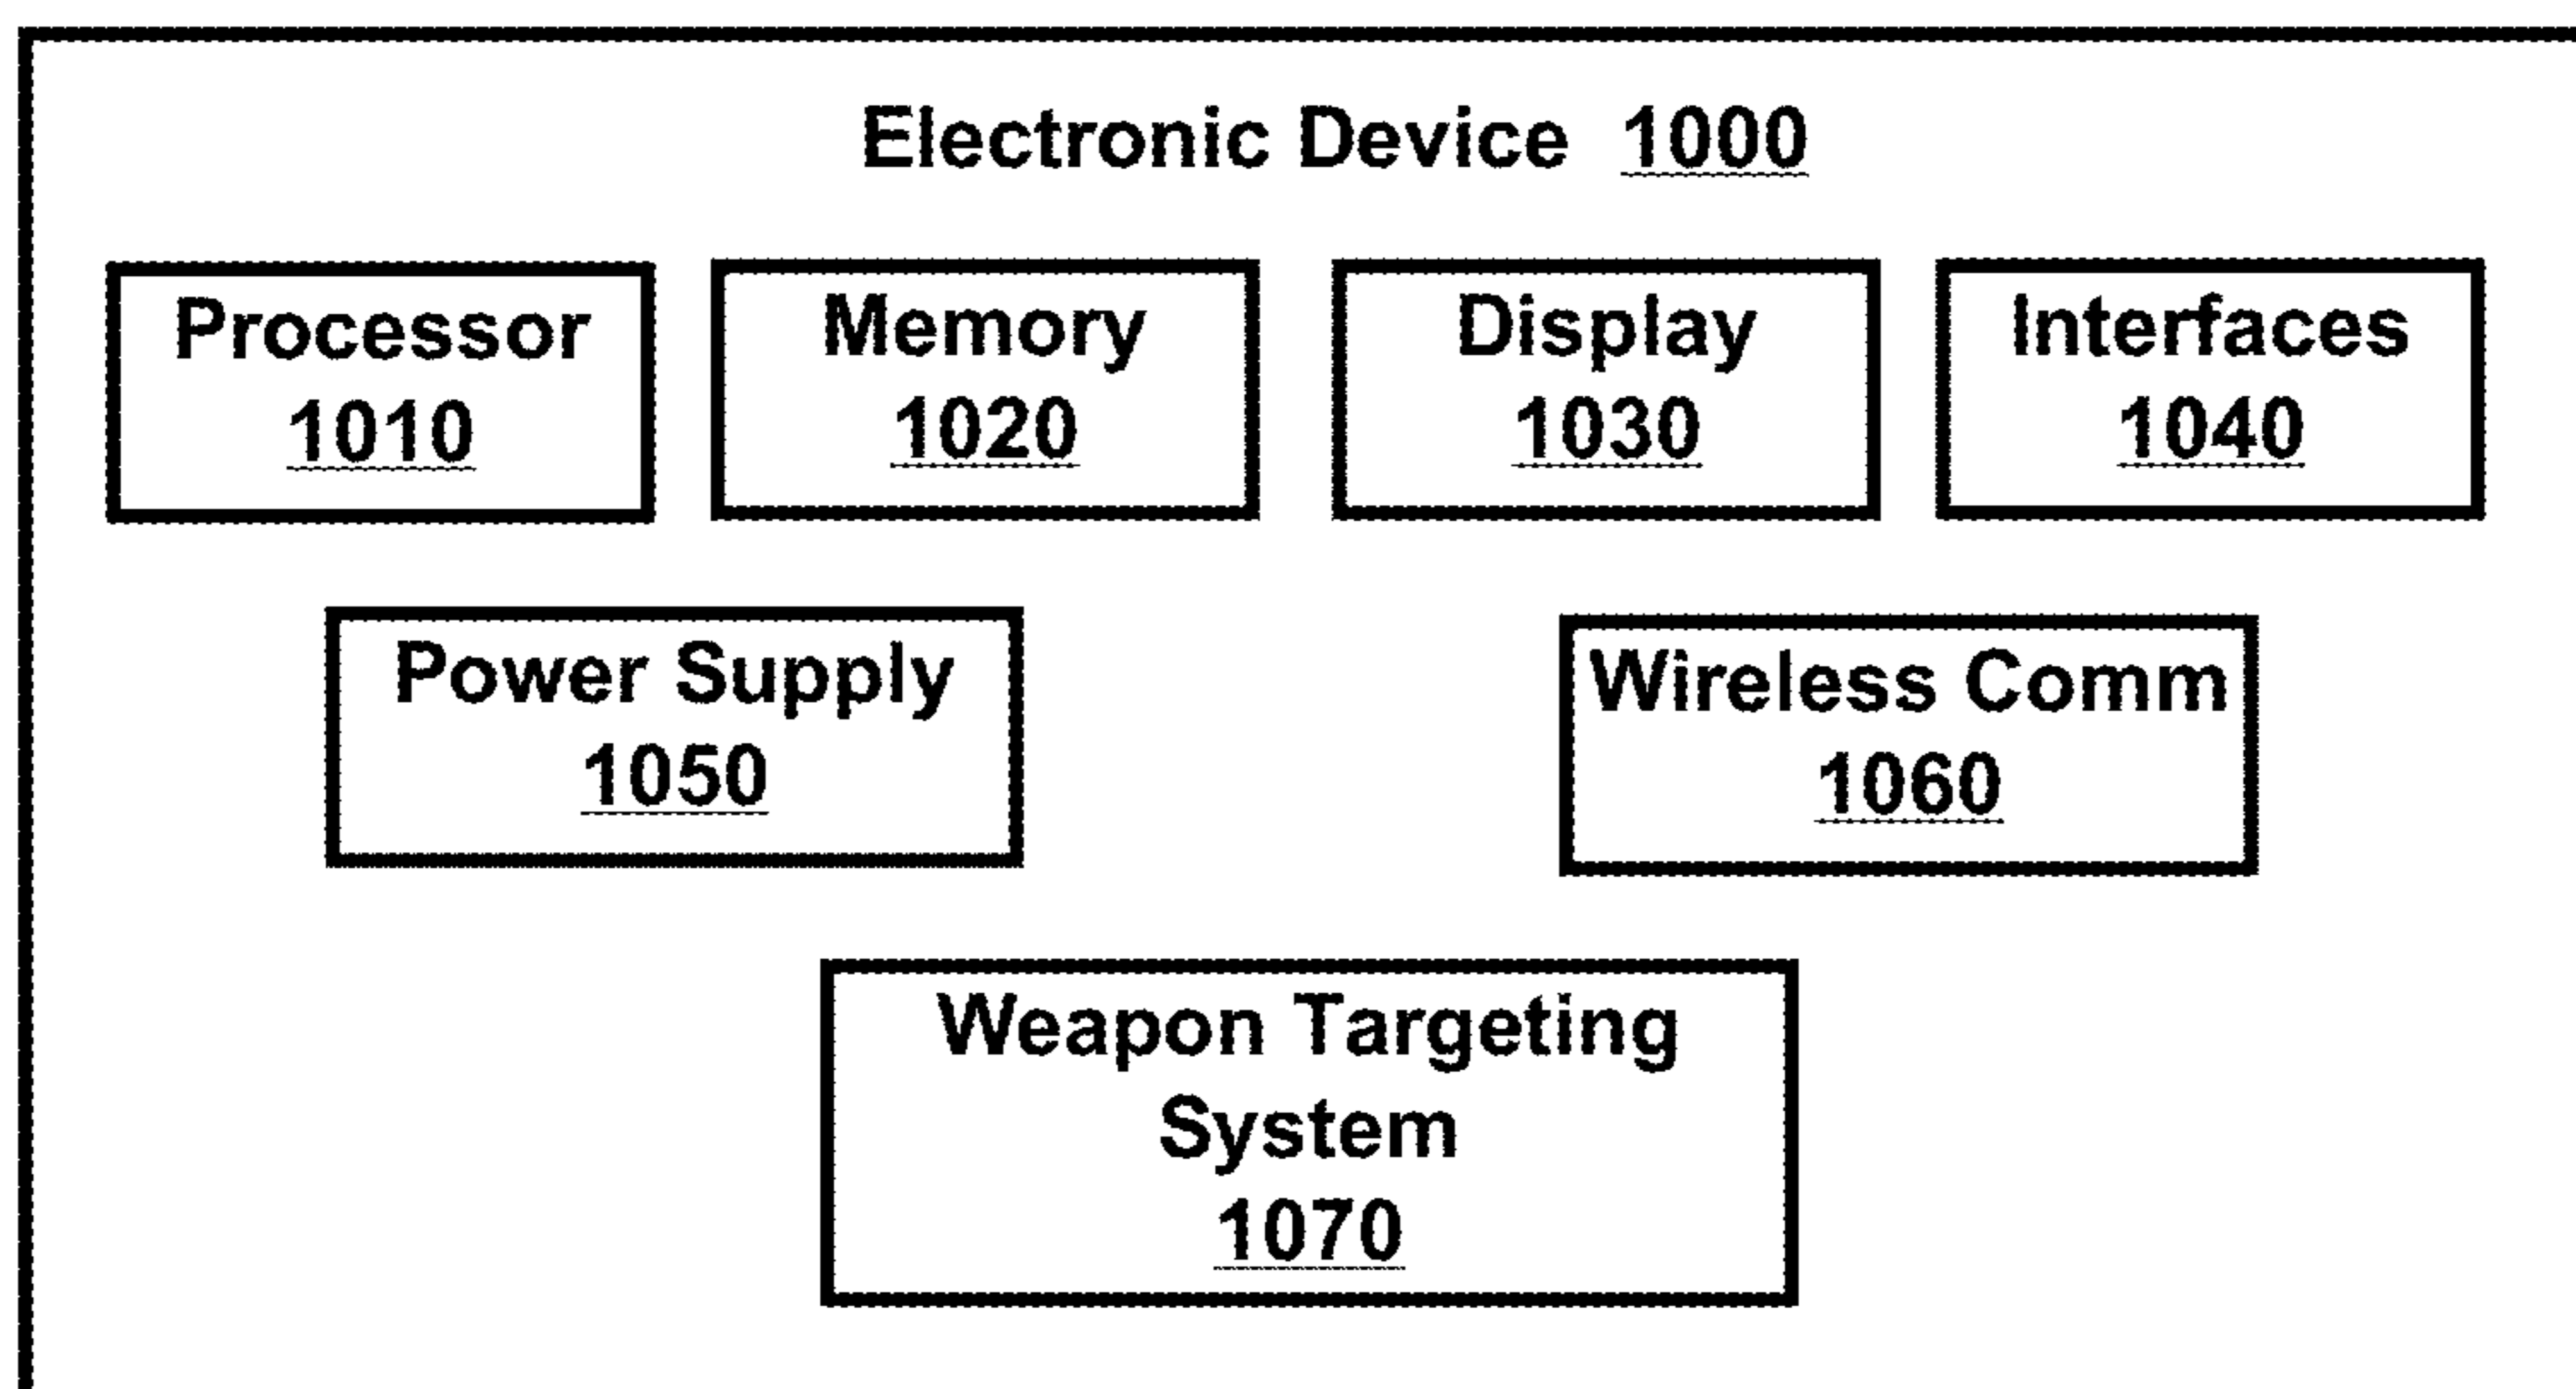 Electronic Device 1000
Processor
1010
Memory
1020
Display
1030
Interfaces
1040
Power Supply
1050
Wireless Comm
1060
Weapon Targeting
System
1070